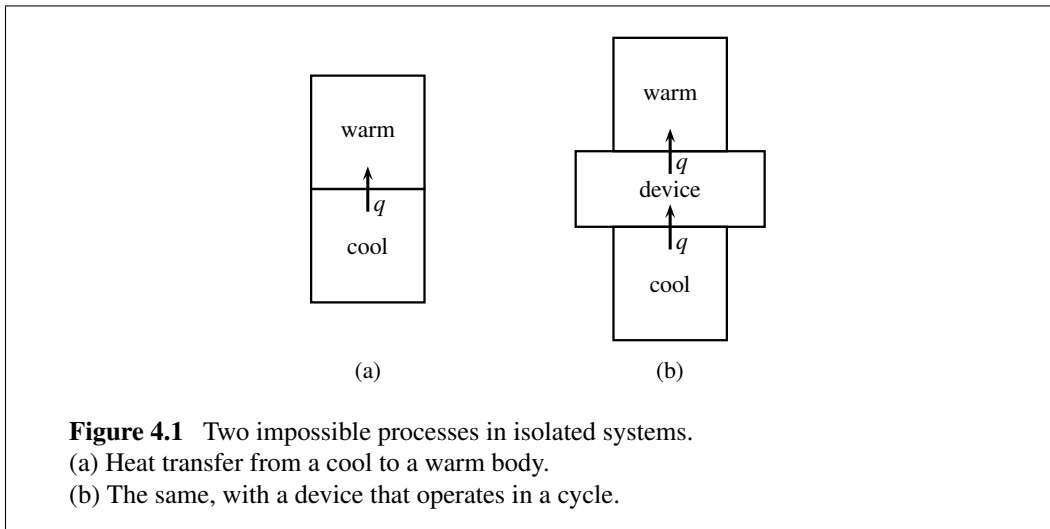 warm
q
cool
(a)
warm
q
device
q
cool
(b)
Figure 4.1 Two impossible processes in isolated systems.
(a) Heat transfer from a cool to a warm body.
(b) The same, with a device that operates in a cycle.